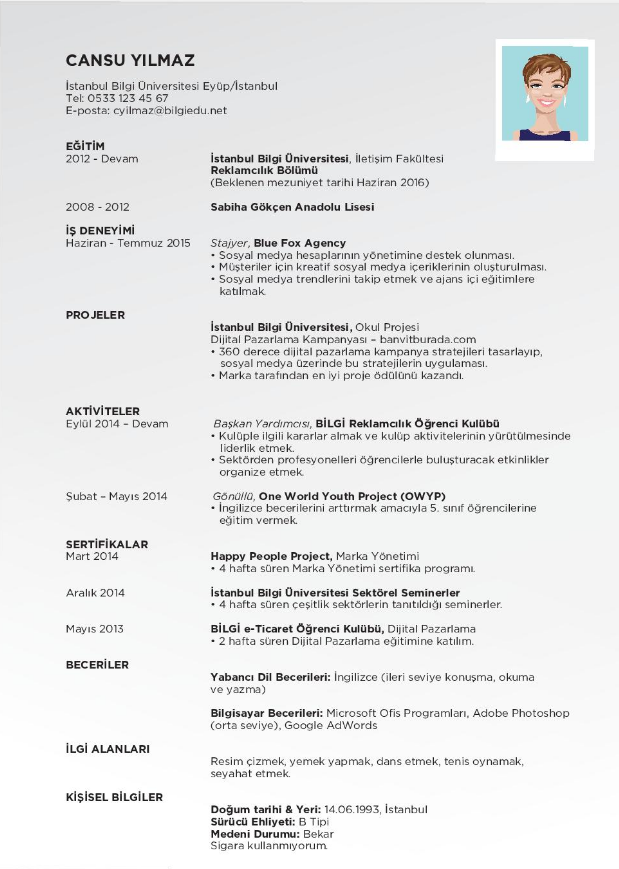 CANSU YILMAZ
İstanbul Bilgi Üniversitesi Eyüp/İstanbul
Tel: 0533 123 45 67
E-posta: cyilmaz@bilgiedu.net
EĞİTİM
2012 - Devam İstanbul Bilgi Üniversitesi, İletişim Fakültesi
Reklamcılık Bölümü
(Beklenen mezuniyet tarihi Haziran 2016)
2008 - 2012 Sabiha Gökçen Anadolu Lisesi
İŞ DENEYİMİ
Haziran - Temmuz 2015 Stajyer, Blue Fox Agency
• Sosyal medya hesaplarının yönetimine destek olunması.
• Müşteriler için kreatif sosyal medya içeriklerinin oluşturulması.
• Sosyal medya trendlerini takip etmek ve ajans içi eğitimlere
katılmak.
PROJELER
İstanbul Bilgi Üniversitesi, Okul Projesi
Dijital Pazarlama Kampanyası – banvitburada.com
• 360 derece dijital pazarlama kampanya stratejileri tasarlayıp,
sosyal medya üzerinde bu stratejilerin uygulaması.
• Marka tarafından en iyi proje ödülünü kazandı.
AKTİVİTELER
Eylül 2014 – Devam Başkan Yardımcısı, BİLGİ Reklamcılık Öğrenci Kulübü
• Kulüple ilgili kararlar almak ve kulüp aktivitelerinin yürütülmesinde
liderlik etmek.
• Sektörden profesyonelleri öğrencilerle buluşturacak etkinlikler
organize etmek.
Şubat – Mayıs 2014 Gönüllü, One World Youth Project (OWYP)
• İngilizce becerilerini arttırmak amacıyla 5. sınıf öğrencilerine
eğitim vermek.
SERTİFİKALAR
Mart 2014 Happy People Project, Marka Yönetimi
• 4 hafta süren Marka Yönetimi sertifika programı.
Aralık 2014 İstanbul Bilgi Üniversitesi Sektörel Seminerler
• 4 hafta süren çeşitlik sektörlerin tanıtıldığı seminerler.
Mayıs 2013 BİLGİ e-Ticaret Öğrenci Kulübü, Dijital Pazarlama
• 2 hafta süren Dijital Pazarlama eğitimine katılım.
BECERİLER
Yabancı Dil Becerileri: İngilizce (ileri seviye konuşma, okuma
ve yazma)
Bilgisayar Becerileri: Microsoft Ofis Programları, Adobe Photoshop
(orta seviye), Google AdWords
İLGİ ALANLARI
Resim çizmek, yemek yapmak, dans etmek, tenis oynamak,
seyahat etmek.
KİŞİSEL BİLGİLER
Doğum tarihi & Yeri: 14.06.1993, İstanbul
Sürücü Ehliyeti: B Tipi
Medeni Durumu: Bekar
Sigara kullanmıyorum.